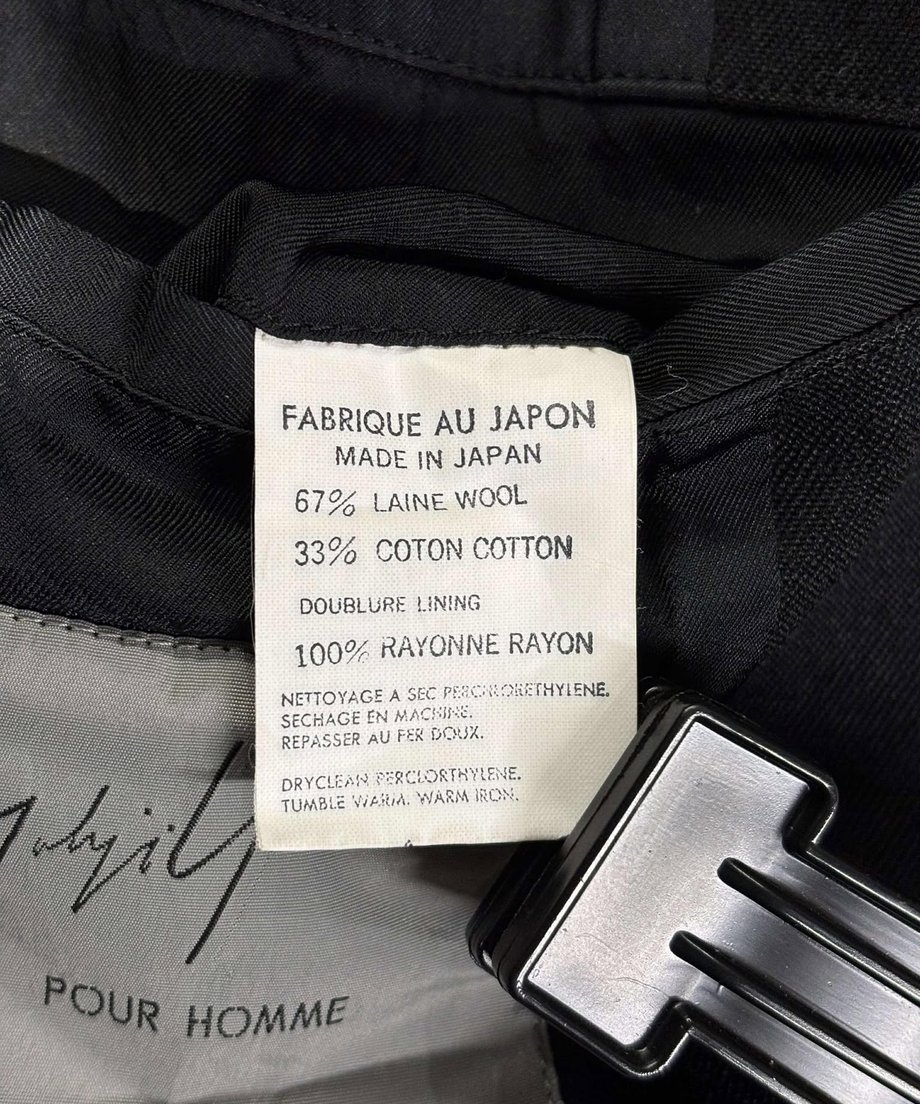 FABRIQUE AU JAPON
MADE IN JAPAN
67% LAINE WOOL
33% COTON COTTON
DOUBLURE LINING
100% RAYONNE RAYON
NETTOYAGE A SEC PERCHLORETHYLENE.
SECHAGE EN MACHINE.
REPASSER AU FER DOUX.
DRYCLEAN PERCLORTHYLENE.
TUMBLE WARM. WARM IRON.
Yohji Y
POUR HOMME